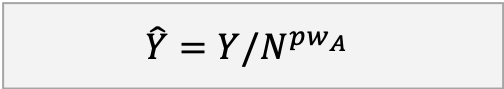 Ŷ = Y/N^{pw_A}